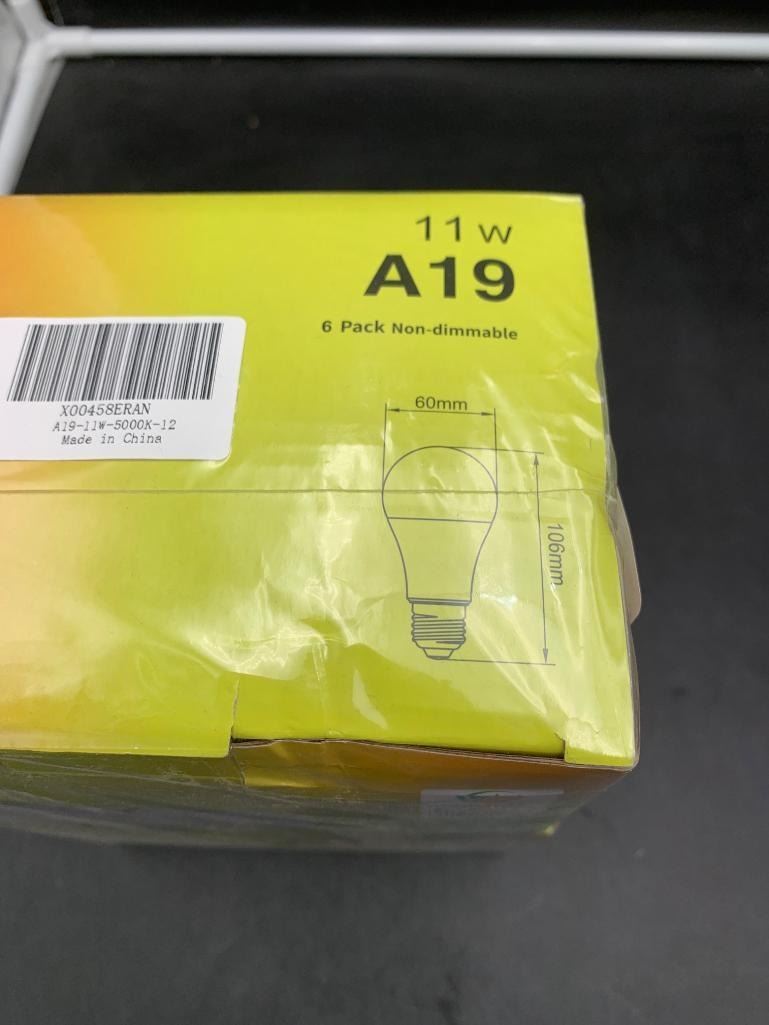 11 W
A19
6 Pack Non-dimmable
60mm
106mm
X00458ERAN
A19-11W-5000K-12
Made in China